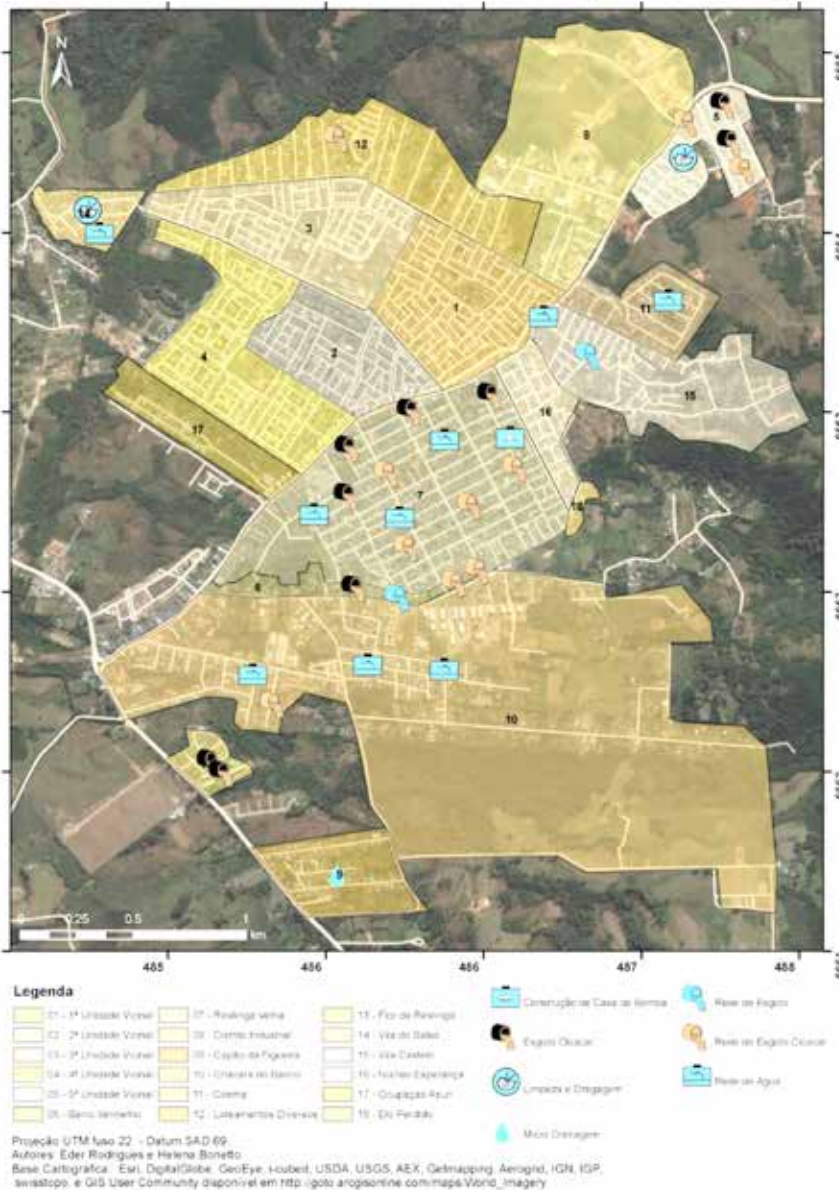 N
12
8
5
3
1
11
2
4
15
17
16
7
18
6
10
9
0 0.25 0.5 1
km
485 486 486 487 488
Legenda
01 - 1ª Unidade Vicinal
02 - 2ª Unidade Vicinal
03 - 3ª Unidade Vicinal
04 - 4ª Unidade Vicinal
05 - 5ª Unidade Vicinal
06 - Barro Vermelho
07 - Restinga Velha
08 - Distrito Industrial
09 - Capão da Figueira
10 - Chácara do Banco
11 - Cosma
12 - Loteamentos Diversos
13 - Flor da Restinga
14 - Vila do Beco
15 - Vila Castelo
16 - Núcleo Esperança
17 - Ocupação Asun
18 - Elo Perdido
Construção de Casa de Bomba
Esgoto Cloacal
Limpeza e Dragagem
Micro Drenagem
Rede de Esgoto
Rede de Esgoto Cloacal
Rede de Agua
Projeção UTM fuso 22 - Datum SAD 69
Autores: Eder Rodrigues e Helena Bonetto
Base Cartográfica: Esri, DigitalGlobe, GeoEye, i-cubed, USDA, USGS, AEX, Getmapping, Aerogrid, IGN, IGP,
swisstopo, e GIS User Community disponível em http://goto.arcgisonline.com/maps/World_Imagery